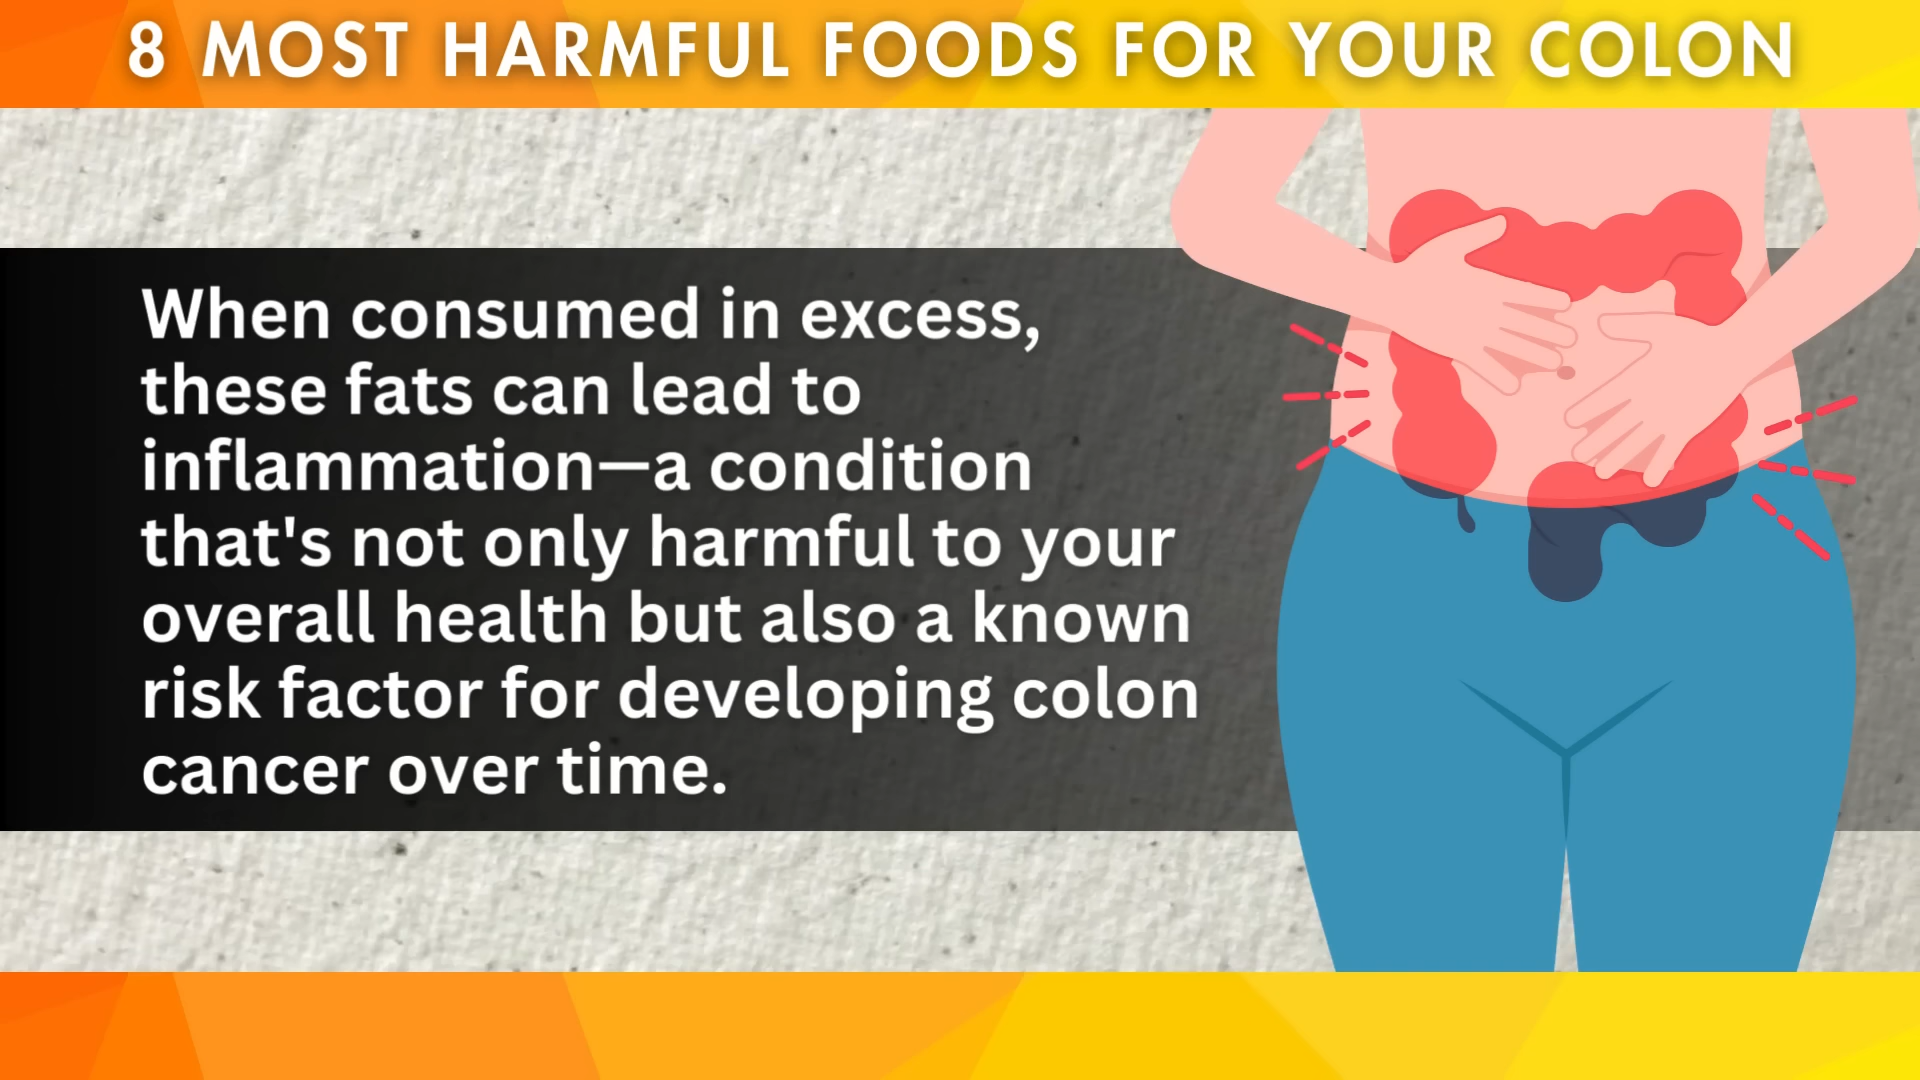 8 MOST HARMFUL FOODS FOR YOUR COLON
When consumed in excess,
these fats can lead to
inflammation—a condition
that's not only harmful to your
overall health but also a known
risk factor for developing colon
cancer over time.